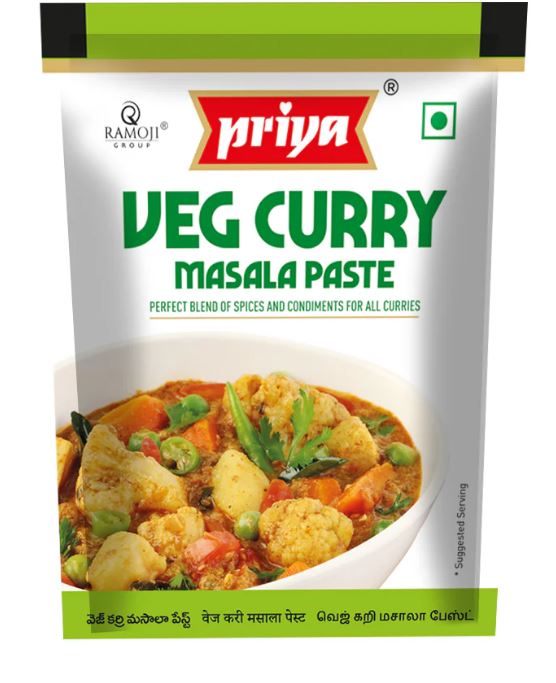 RAMOJI®
GROUP
priya®
VEG CURRY
MASALA PASTE
PERFECT BLEND OF SPICES AND CONDIMENTS FOR ALL CURRIES
* Suggested Serving
వెజ్ కర్రి మసాలా పేస్ట్ वेज करी मसाला पेस्ट வெஜ் கறி மசாலா பேஸ்ட்